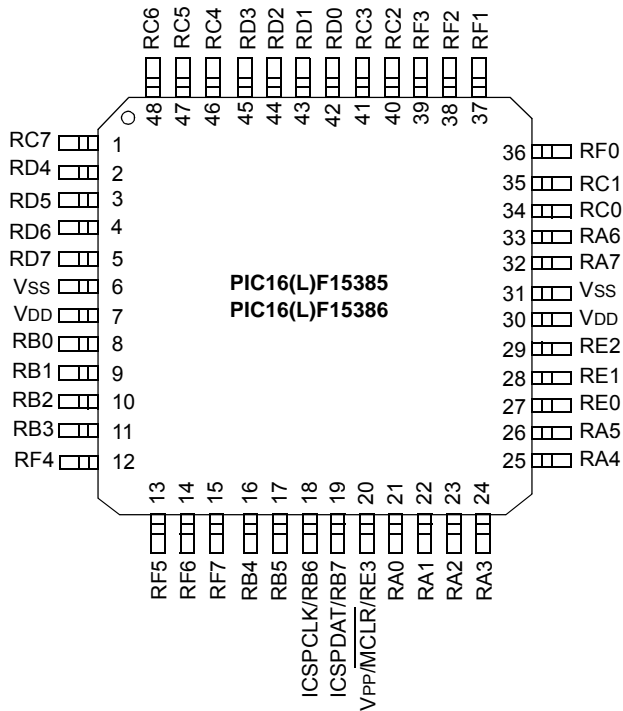 RC6
RC5
RC4
RD3
RD2
RD1
RD0
RC3
RC2
RF3
RF2
RF1
48
47
46
45
44
43
42
41
40
39
38
37
RC7 1
RD4 2
RD5 3
RD6 4
RD7 5
VSS 6
VDD 7
RB0 8
RB1 9
RB2 10
RB3 11
RF4 12
PIC16(L)F15385
PIC16(L)F15386
36 RF0
35 RC1
34 RC0
33 RA6
32 RA7
31 VSS
30 VDD
29 RE2
28 RE1
27 RE0
26 RA5
25 RA4
13
14
15
16
17
18
19
20
21
22
23
24
RF5
RF6
RF7
RB4
RB5
ICSPCLK/RB6
ICSPDAT/RB7
VPP/MCLR/RE3
RA0
RA1
RA2
RA3